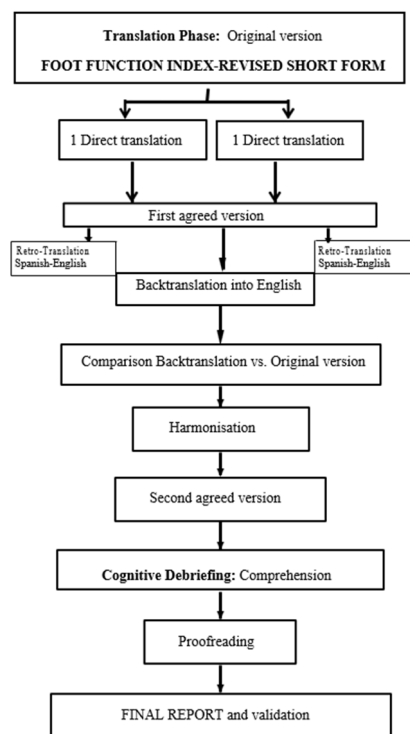 Translation Phase: Original version
FOOT FUNCTION INDEX-REVISED SHORT FORM
1 Direct translation
1 Direct translation
First agreed version
Retro-Translation
Spanish-English
Retro-Translation
Spanish-English
Backtranslation into English
Comparison Backtranslation vs. Original version
Harmonisation
Second agreed version
Cognitive Debriefing: Comprehension
Proofreading
FINAL REPORT and validation